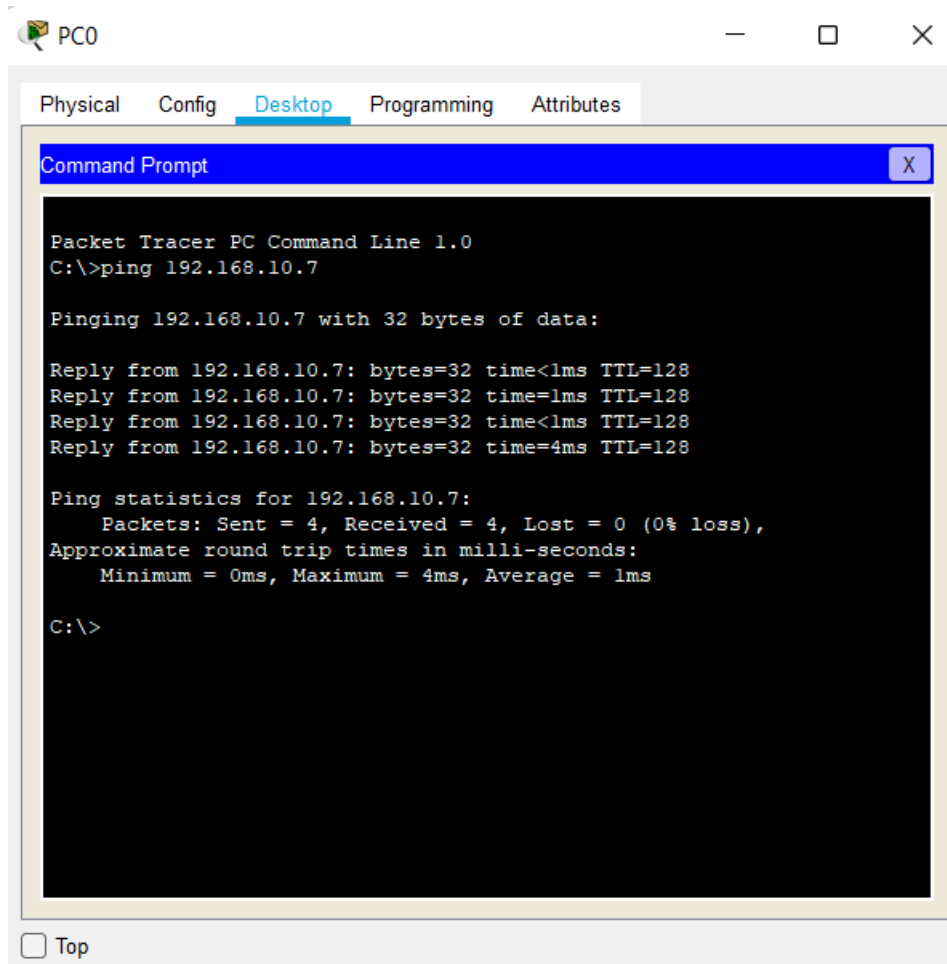 PC0
Physical Config Desktop Programming Attributes
Command Prompt
X
Packet Tracer PC Command Line 1.0
C:\>ping 192.168.10.7
Pinging 192.168.10.7 with 32 bytes of data:
Reply from 192.168.10.7: bytes=32 time<1ms TTL=128
Reply from 192.168.10.7: bytes=32 time=1ms TTL=128
Reply from 192.168.10.7: bytes=32 time<1ms TTL=128
Reply from 192.168.10.7: bytes=32 time=4ms TTL=128
Ping statistics for 192.168.10.7:
    Packets: Sent = 4, Received = 4, Lost = 0 (0% loss),
Approximate round trip times in milli-seconds:
    Minimum = 0ms, Maximum = 4ms, Average = 1ms
C:\>
Top